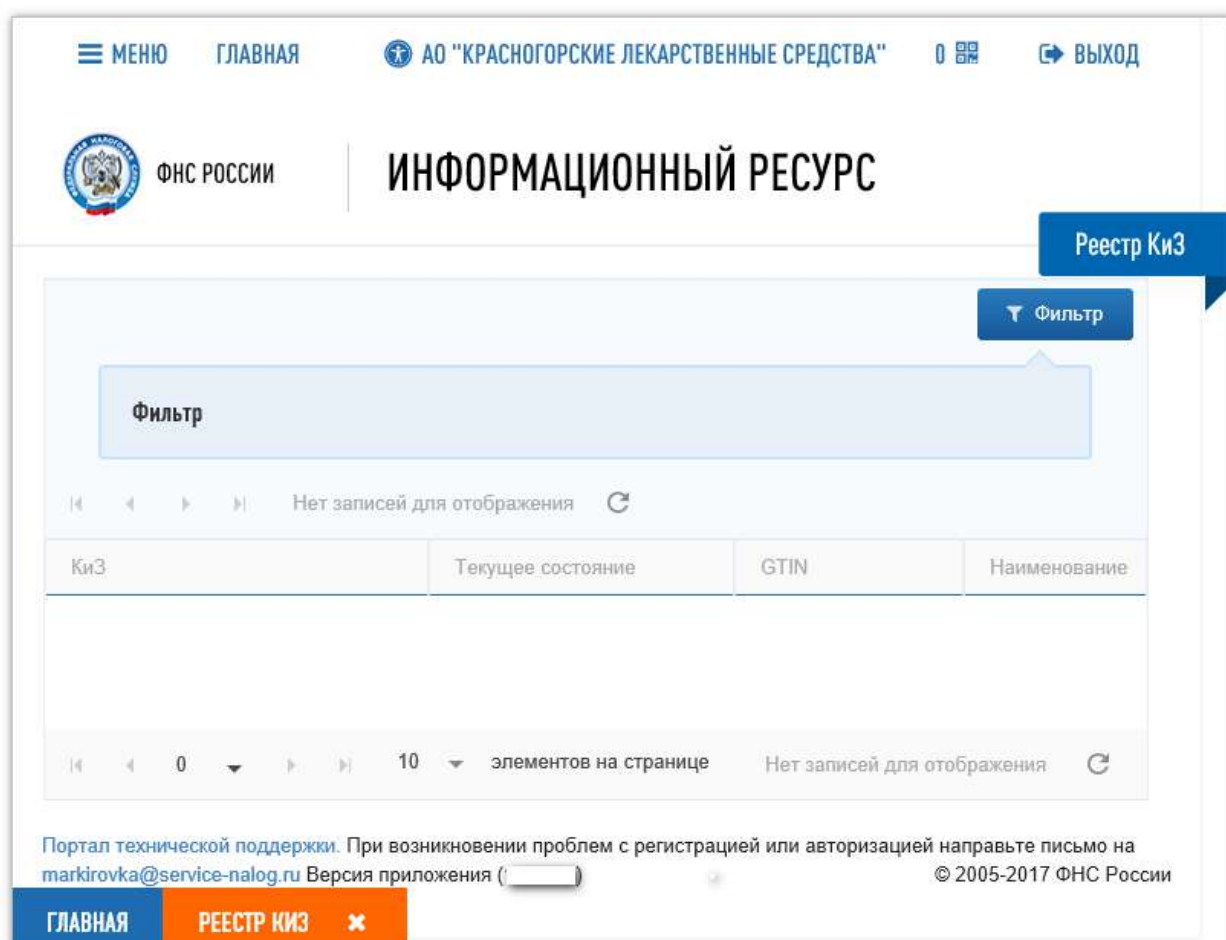 МЕНЮ ГЛАВНАЯ АО "КРАСНОГОРСКИЕ ЛЕКАРСТВЕННЫЕ СРЕДСТВА" 0 ВЫХОД
ФНС РОССИИ ИНФОРМАЦИОННЫЙ РЕСУРС
Реестр КиЗ
Фильтр
Фильтр
Нет записей для отображения
КиЗ Текущее состояние GTIN Наименование
0 10 элементов на странице Нет записей для отображения
Портал технической поддержки. При возникновении проблем с регистрацией или авторизацией направьте письмо на
markirovka@service-nalog.ru Версия приложения ( ) © 2005-2017 ФНС России
ГЛАВНАЯ РЕЕСТР КИЗ